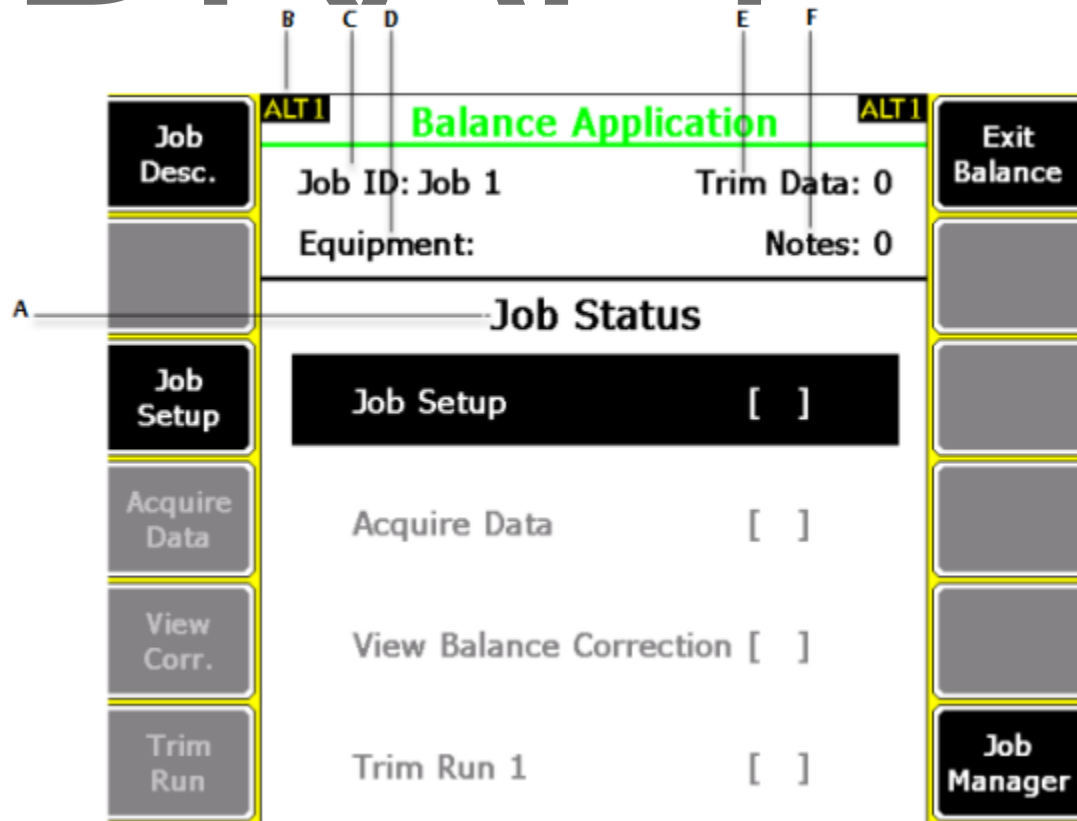 B C D E F
ALT1 Balance Application ALT1
Job Desc.
Exit Balance
Job ID: Job 1 Trim Data: 0
Equipment: Notes: 0
A
Job Status
Job Setup
Job Setup [ ]
Acquire Data
Acquire Data [ ]
View Corr.
View Balance Correction [ ]
Trim Run
Trim Run 1 [ ]
Job Manager